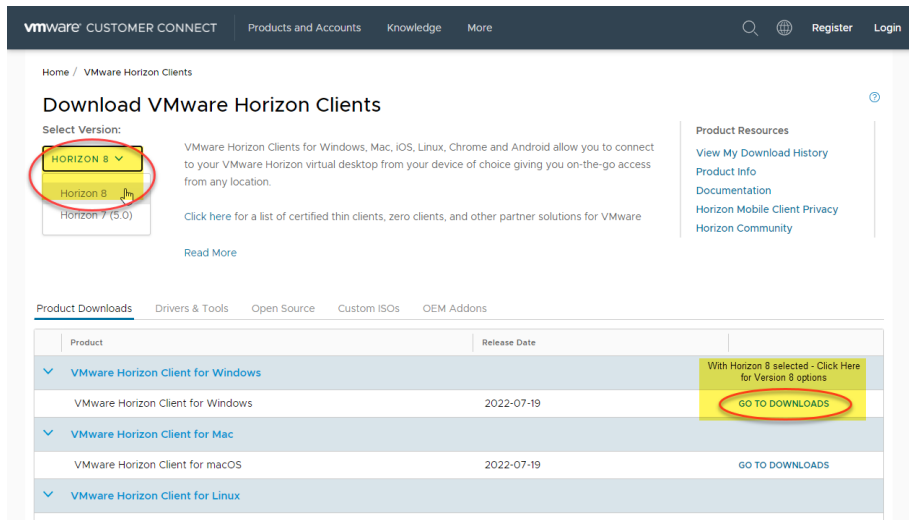 vmware® CUSTOMER CONNECT Products and Accounts Knowledge More Register Login
Home / VMware Horizon Clients
Download VMware Horizon Clients
Select Version:
HORIZON 8
Horizon 8
Horizon 7 (5.0)
VMware Horizon Clients for Windows, Mac, iOS, Linux, Chrome and Android allow you to connect
to your VMware Horizon virtual desktop from your device of choice giving you on-the-go access
from any location.
Click here for a list of certified thin clients, zero clients, and other partner solutions for VMware
Read More
?
Product Resources
View My Download History
Product Info
Documentation
Horizon Mobile Client Privacy
Horizon Community
Product Downloads Drivers & Tools Open Source Custom ISOs OEM Addons
Product Release Date
VMware Horizon Client for Windows
With Horizon 8 selected - Click Here
for Version 8 options
VMware Horizon Client for Windows 2022-07-19 GO TO DOWNLOADS
VMware Horizon Client for Mac
VMware Horizon Client for macOS 2022-07-19 GO TO DOWNLOADS
VMware Horizon Client for Linux